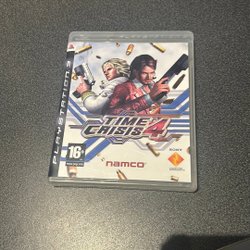 PLAYSTATION 3
TIME
CRISIS 4
16+
SONY
namco